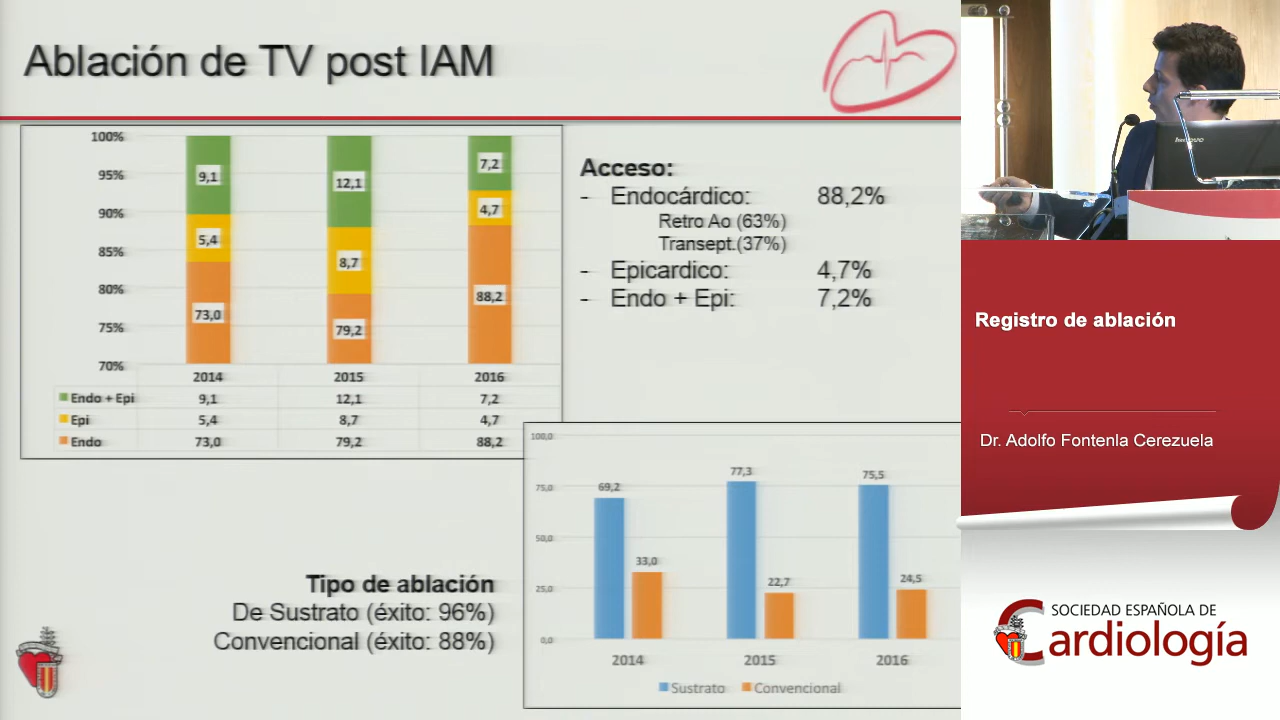 Ablación de TV post IAM
100%
95%
90%
85%
80%
75%
70%
9,1
5,4
73,0
12,1
8,7
79,2
7,2
4,7
88,2
2014 2015 2016
Endo + Epi 9,1 12,1 7,2
Epi 5,4 8,7 4,7
Endo 73,0 79,2 88,2
Acceso:
- Endocárdico: 88,2%
Retro Ao (63%)
Transept.(37%)
- Epicardico: 4,7%
- Endo + Epi: 7,2%
Tipo de ablación
De Sustrato (éxito: 96%)
Convencional (éxito: 88%)
100,0
75,0
50,0
25,0
0,0
69,2 33,0
77,3 22,7
75,5 24,5
2014 2015 2016
Sustrato Convencional
lenovo
Registro de ablación
Dr. Adolfo Fontenla Cerezuela
SOCIEDAD ESPAÑOLA DE
Cardiología